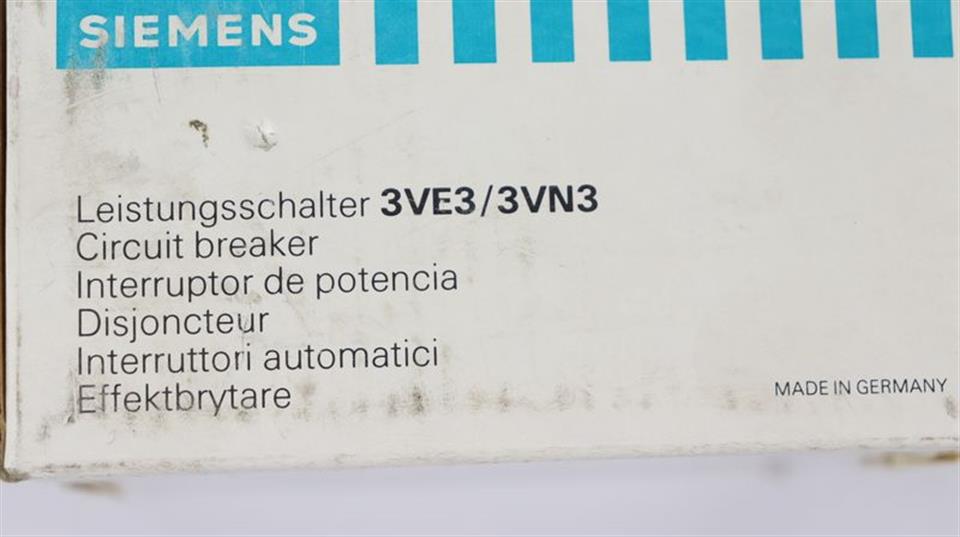 SIEMENS
Leistungsschalter 3VE3/3VN3
Circuit breaker
Interruptor de potencia
Disjoncteur
Interruttori automatici
Effektbrytare
MADE IN GERMANY